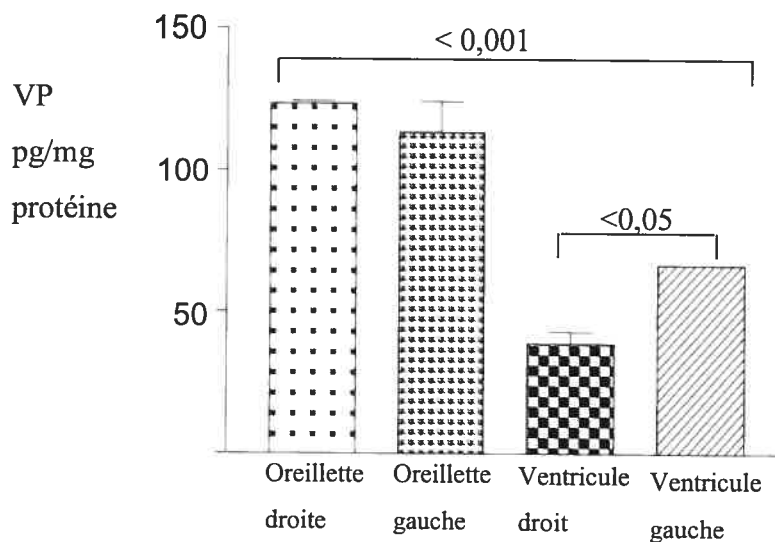 150
< 0,001
VP
pg/mg
protéine
100
<0,05
50
Oreillette
droite
Oreillette
gauche
Ventricule
droit
Ventricule
gauche